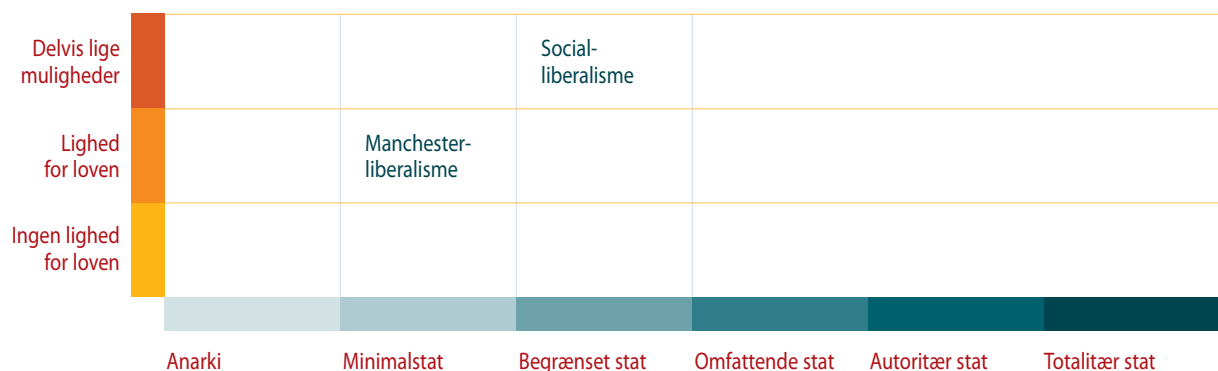 Delvis lige
muligheder
Social-
liberalisme
Lighed
for loven
Manchester-
liberalisme
Ingen lighed
for loven
Anarki
Minimalstat
Begrænset stat
Omfattende stat
Autoritær stat
Totalitær stat